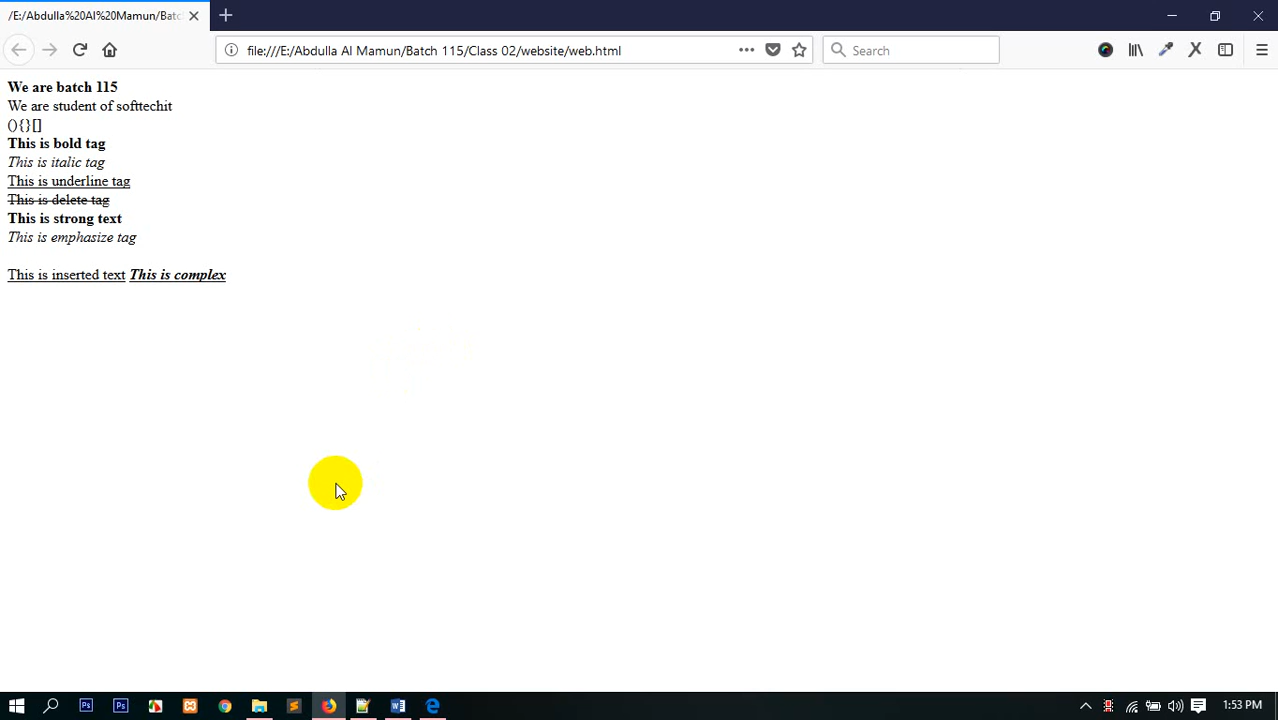 /E:/Abdulla%20Al%20Mamun/Batc
file:///E:/Abdulla Al Mamun/Batch 115/Class 02/website/web.html
Search
We are batch 115
We are student of softtechit
(){}[]
This is bold tag
This is italic tag
This is underline tag
This is delete tag
This is strong text
This is emphasize tag
This is inserted text This is complex
1:53 PM